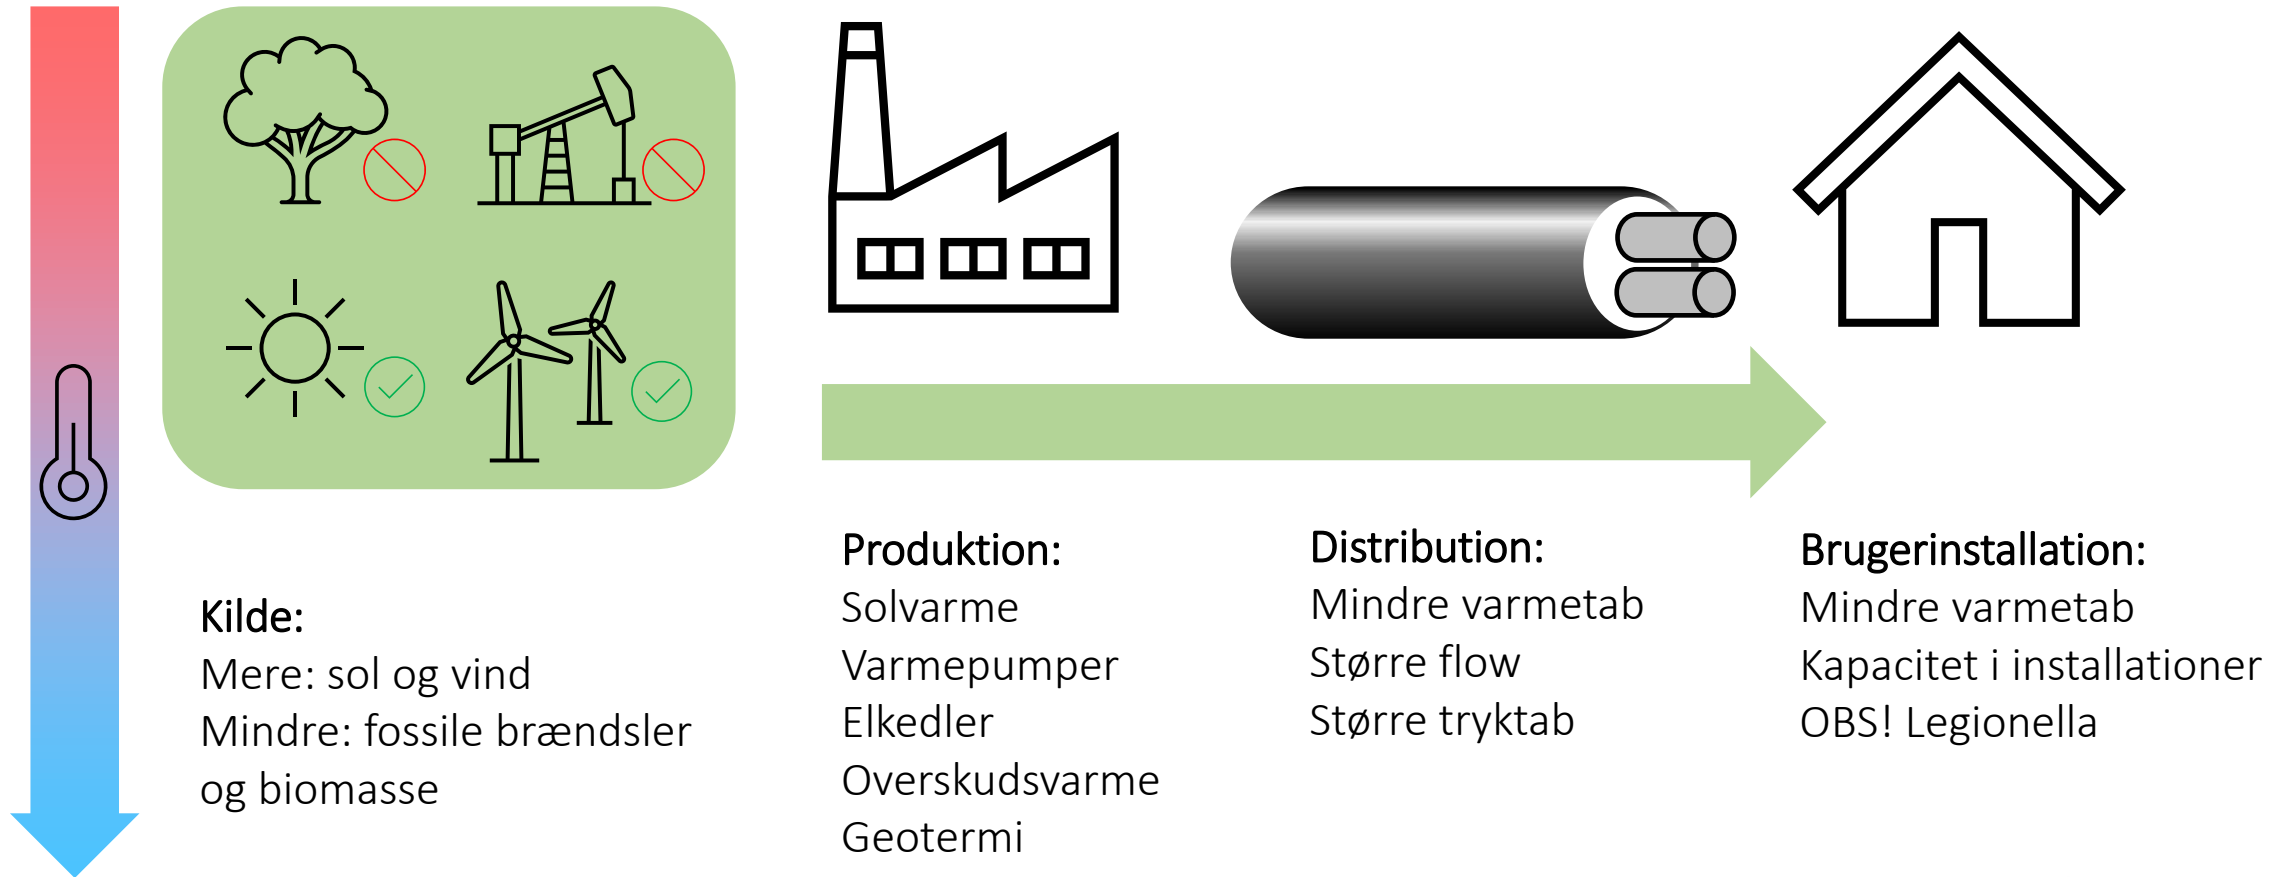 Kilde:
Mere: sol og vind
Mindre: fossile brændsler
og biomasse
Produktion:
Solvarme
Varmepumper
Elkedler
Overskudsvarme
Geotermi
Distribution:
Mindre varmetab
Større flow
Større tryktab
Brugerinstallation:
Mindre varmetab
Kapacitet i installationer
OBS! Legionella